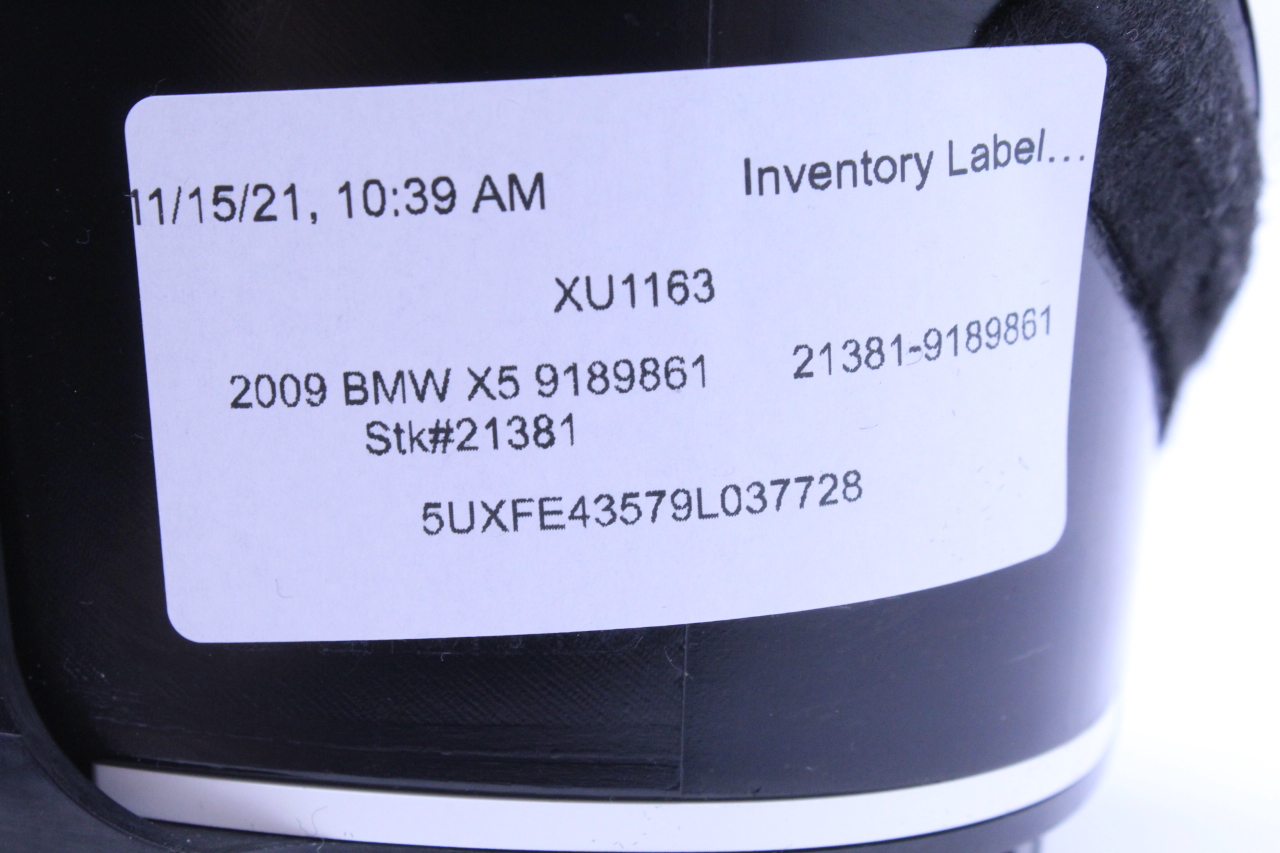 11/15/21, 10:39 AM Inventory Label...
XU1163
2009 BMW X5 9189861 21381-9189861
Stk#21381
5UXFE43579L037728